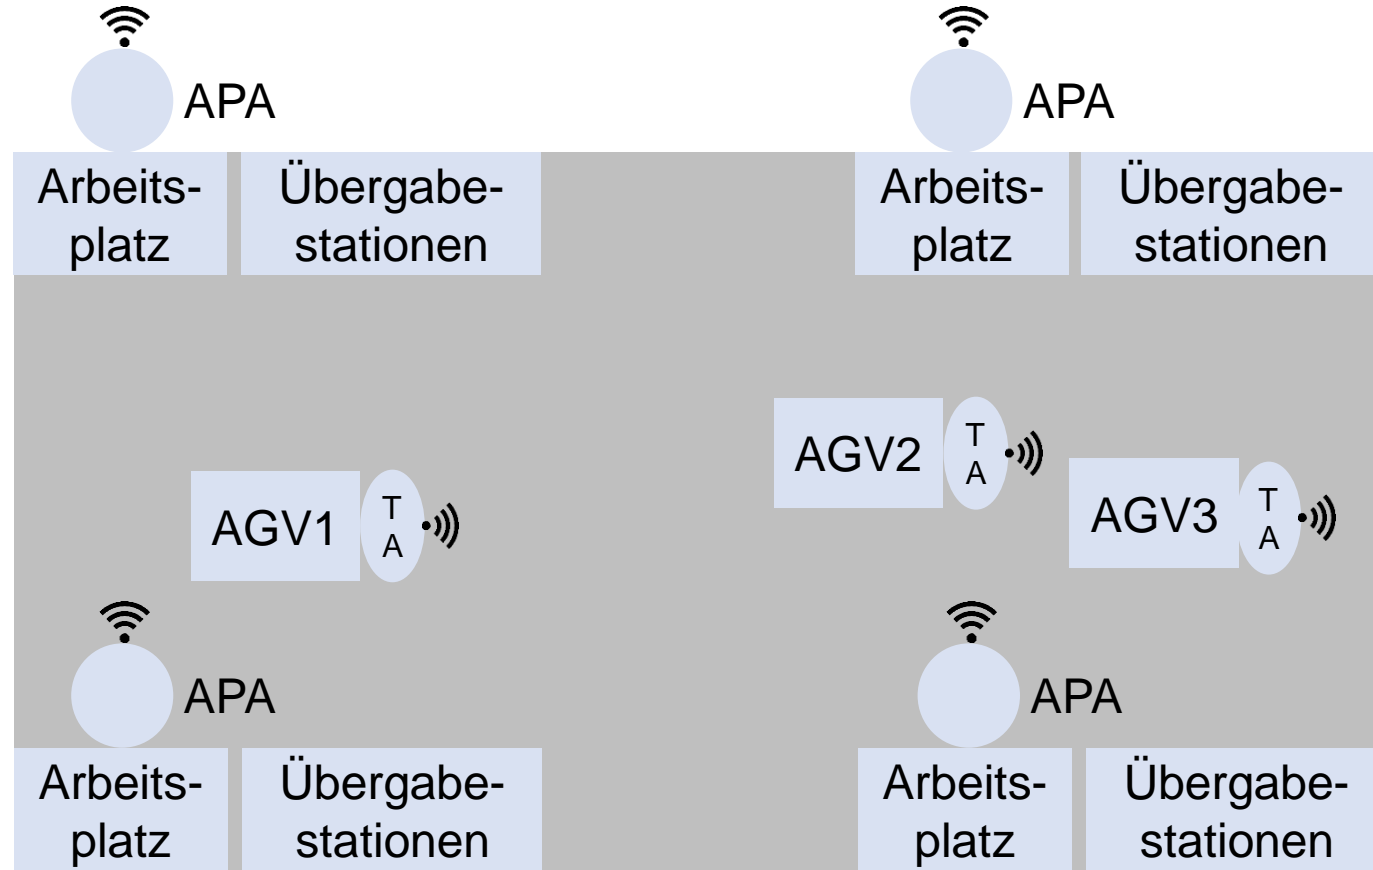 APA
APA
Arbeits-
platz
Übergabe-
stationen
Arbeits-
platz
Übergabe-
stationen
AGV2
T
A
AGV1
T
A
AGV3
T
A
APA
APA
Arbeits-
platz
Übergabe-
stationen
Arbeits-
platz
Übergabe-
stationen